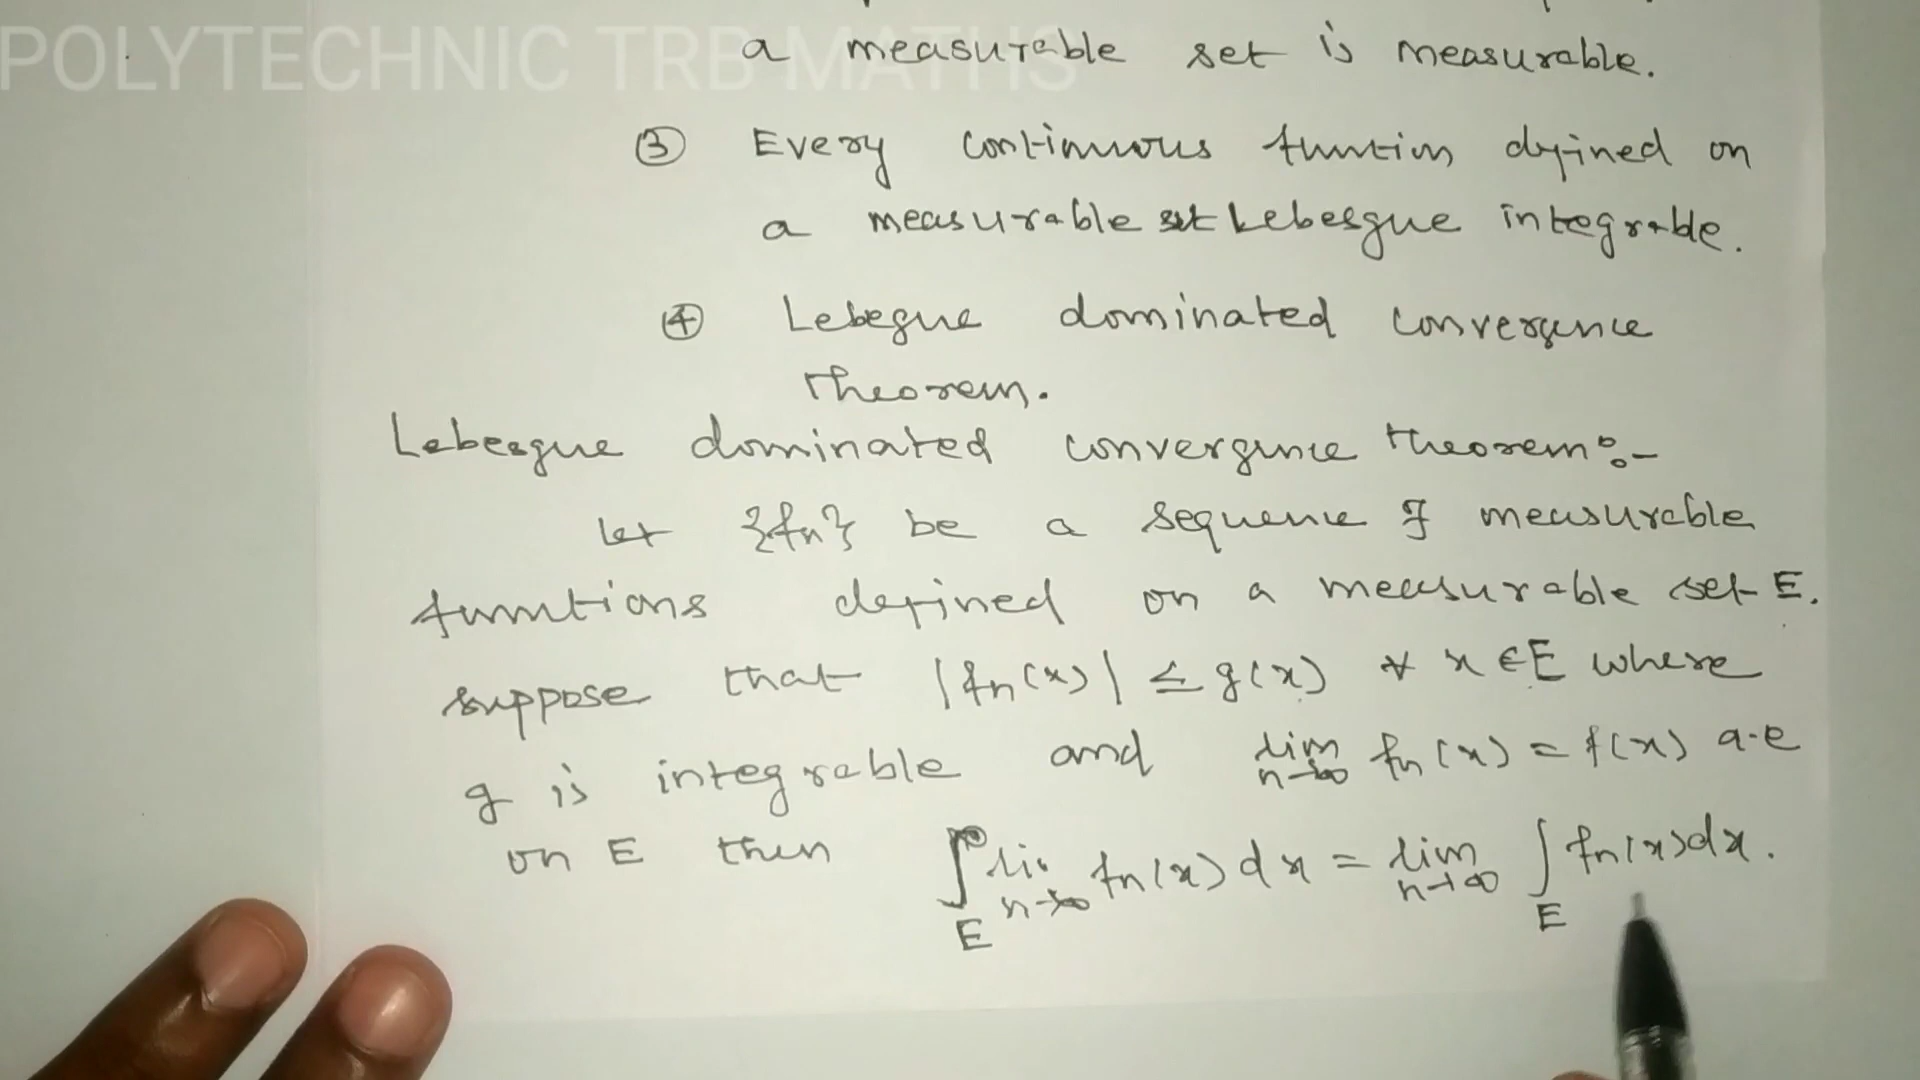 POLYTECHNIC TRB MATHS
a measurable set is measurable.
③ Every continuous function defined on
a measurable set Lebesgue integrable.
④ Lebegue dominated convergence
theorem.
Lebesgue dominated convergence theorem:-
let {fn} be a sequence of measurable
functions defined on a measurable set E.
suppose that |fn(x)| ≤ g(x) ∀ x ∈ E where
g is integrable and lim n→∞ fn(x) = f(x) a.e
on E then ∫E lim n→∞ fn(x) dx = lim n→∞ ∫E fn(x)dx.